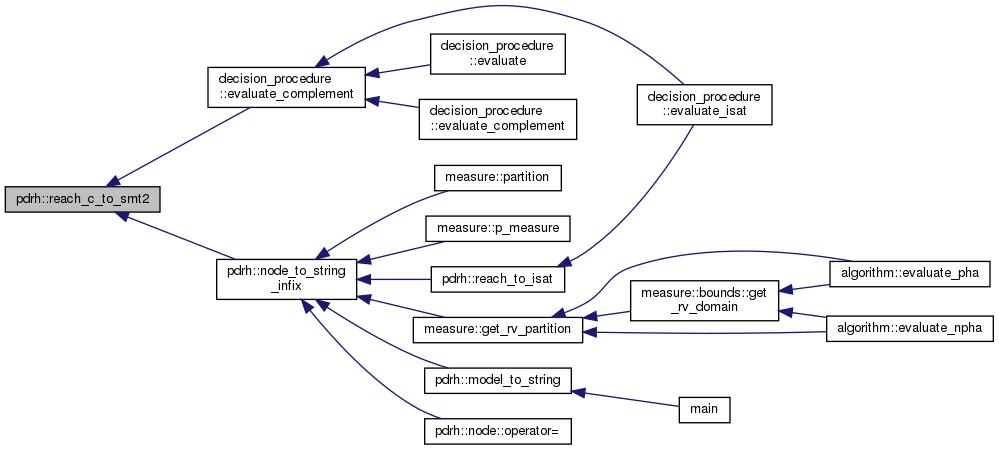 pdrh::reach_c_to_smt2
decision_procedure
::evaluate_complement
decision_procedure
::evaluate
decision_procedure
::evaluate_complement
decision_procedure
::evaluate_isat
pdrh::node_to_string
_infix
measure::partition
measure::p_measure
pdrh::reach_to_isat
measure::get_rv_partition
measure::bounds::get
_rv_domain
algorithm::evaluate_pha
algorithm::evaluate_npha
pdrh::model_to_string
main
pdrh::node::operator=